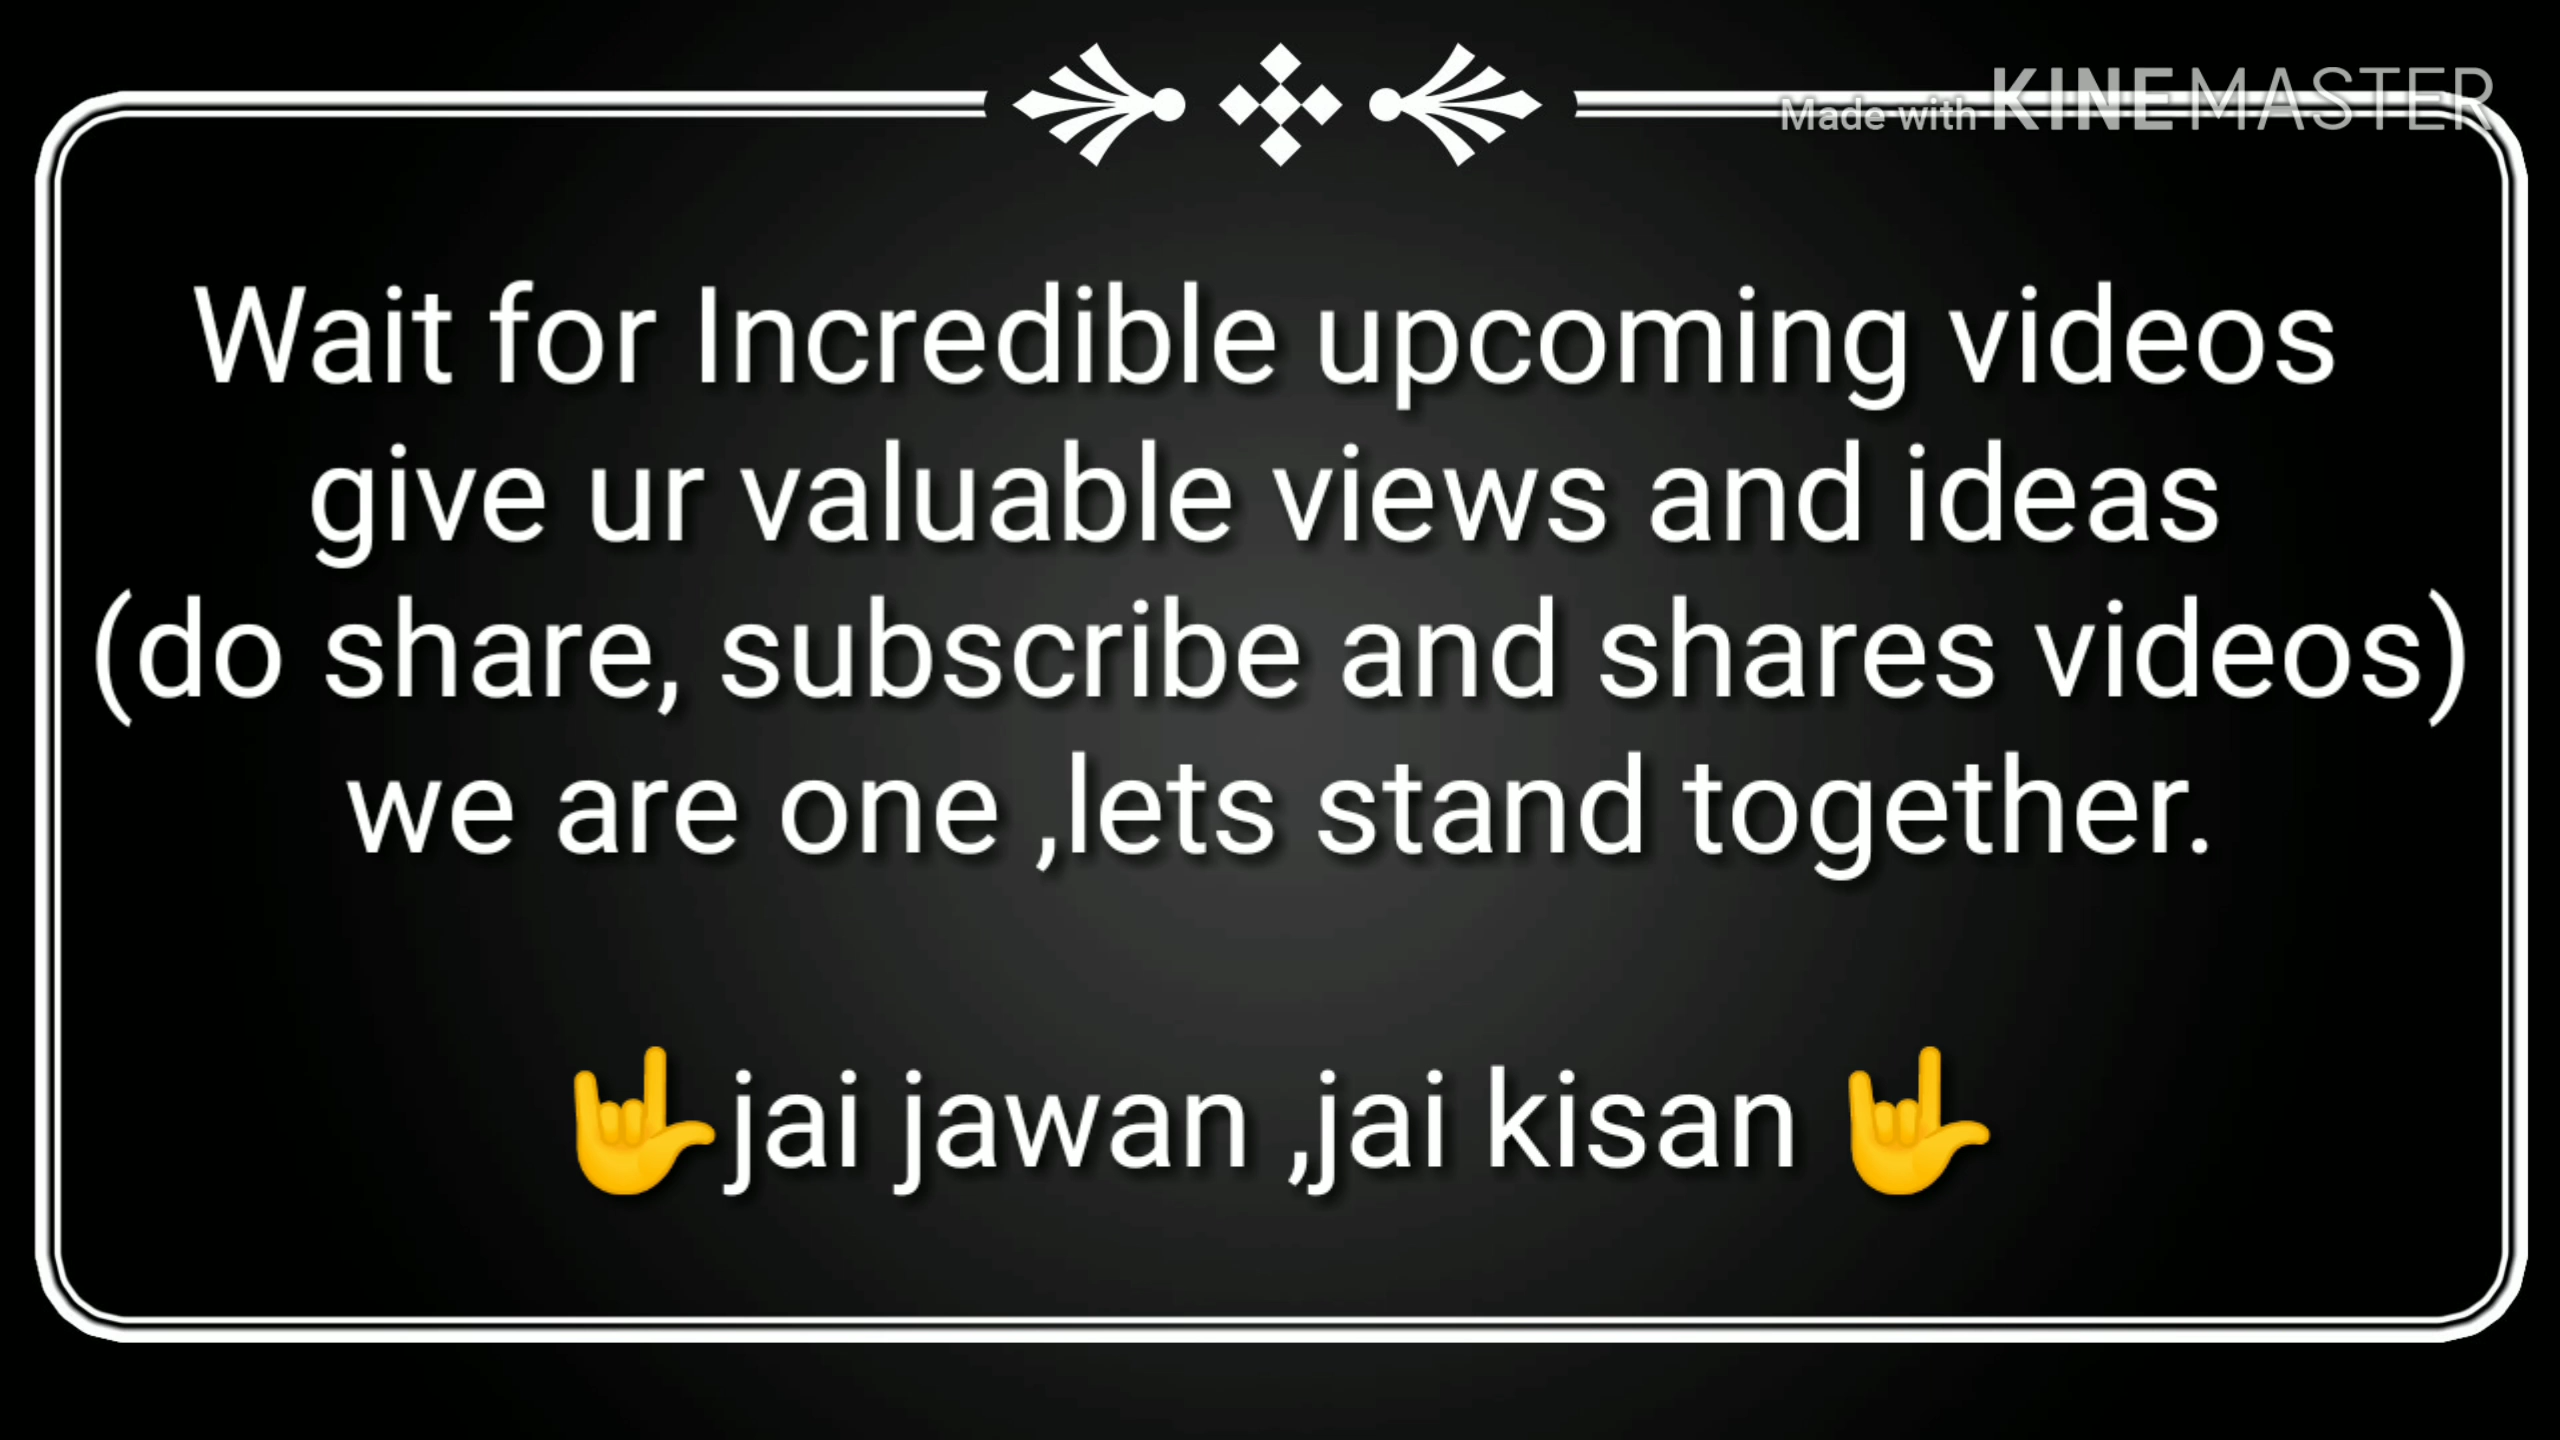 Made with KINEMASTER
Wait for Incredible upcoming videos
give ur valuable views and ideas
(do share, subscribe and shares videos)
we are one ,lets stand together.
🤟jai jawan ,jai kisan 🤟